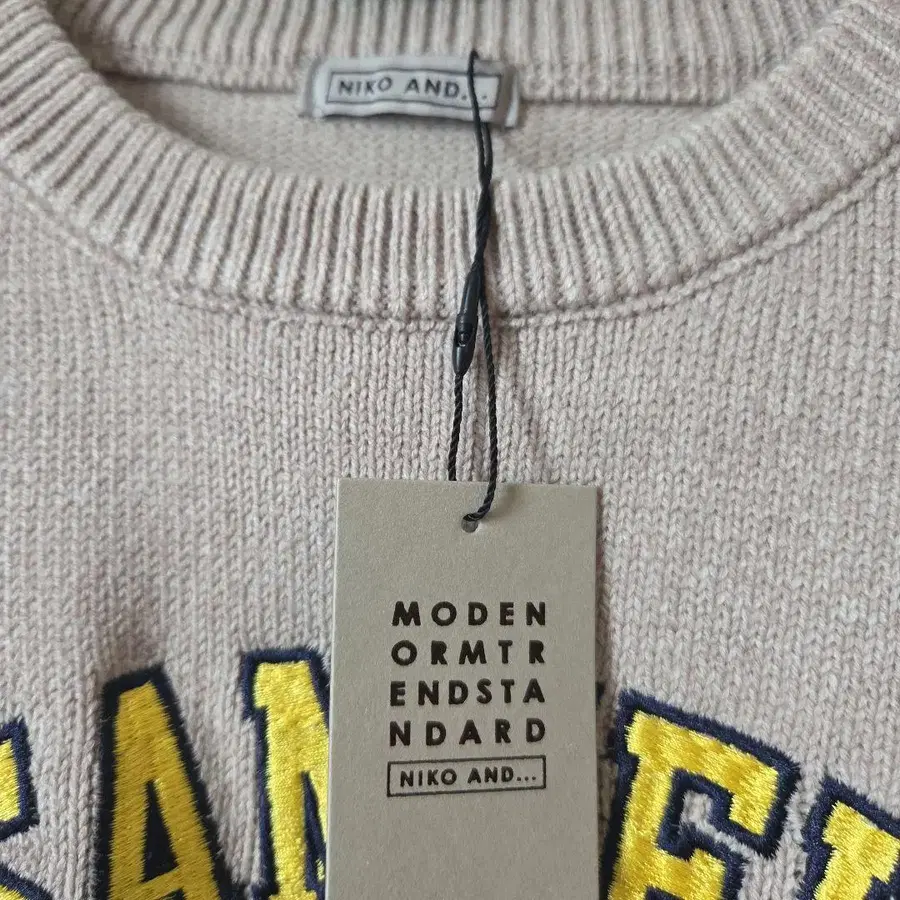 NIKO AND...
MODEN
ORMTR
ENDSTA
NDARD
NIKO AND...